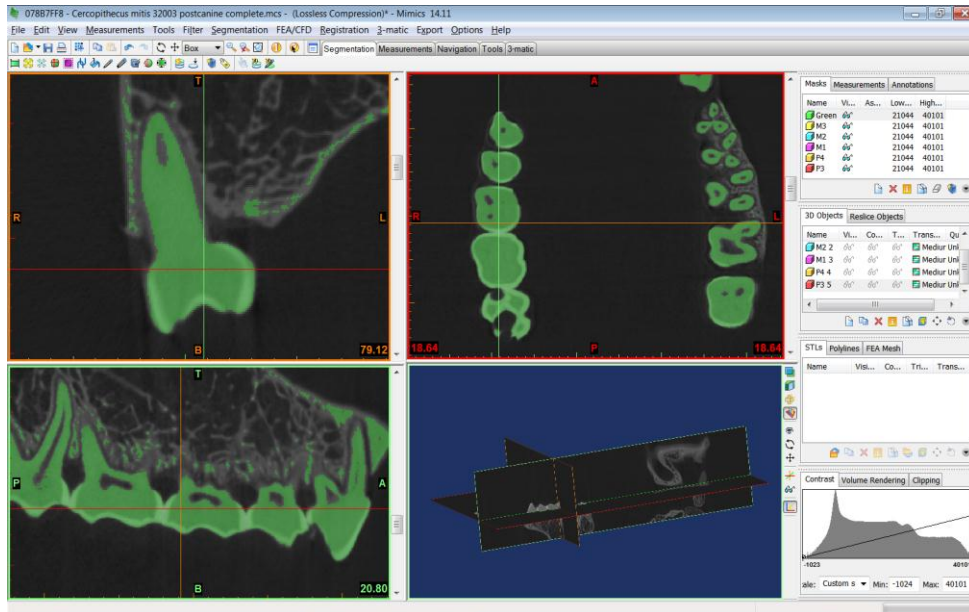 078B7FF8 - Cercopithecus mitis 32003 postcanine complete.mcs - (Lossless Compression)* - Mimics 14.11
File Edit View Measurements Tools Filter Segmentation FEA/CFD Registration 3-matic Export Options Help
Box Segmentation Measurements Navigation Tools 3-matic
T
R
L
B
79.12
A
R
L
18.64
P
18.64
T
P
A
B
20.80
Masks Measurements Annotations
Name Vi... As... Low... High...
Green 21044 40101
M3 21044 40101
M2 21044 40101
M1 21044 40101
P4 21044 40101
P3 21044 40101
3D Objects Reslice Objects
Name Vi... Co... T... Trans... Qu
M2 2 Mediur Unl
M1 3 Mediur Unl
P4 4 Mediur Unl
P3 5 Mediur Unl
STLs Polylines FEA Mesh
Name Visi... Co... Tri... Trans...
Contrast Volume Rendering Clipping
-1023 40101
ale: Custom s Min: -1024 Max: 40101